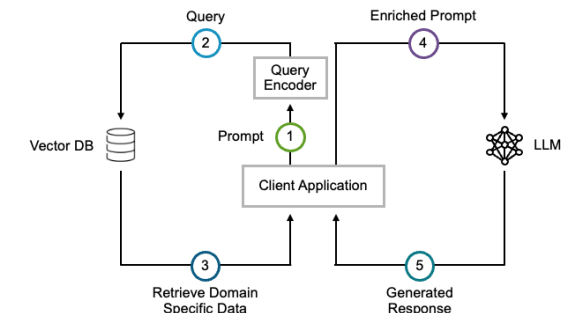 Query
2
Enriched Prompt
4
Query
Encoder
Prompt
1
Vector DB
LLM
Client Application
3
5
Retrieve Domain
Specific Data
Generated
Response